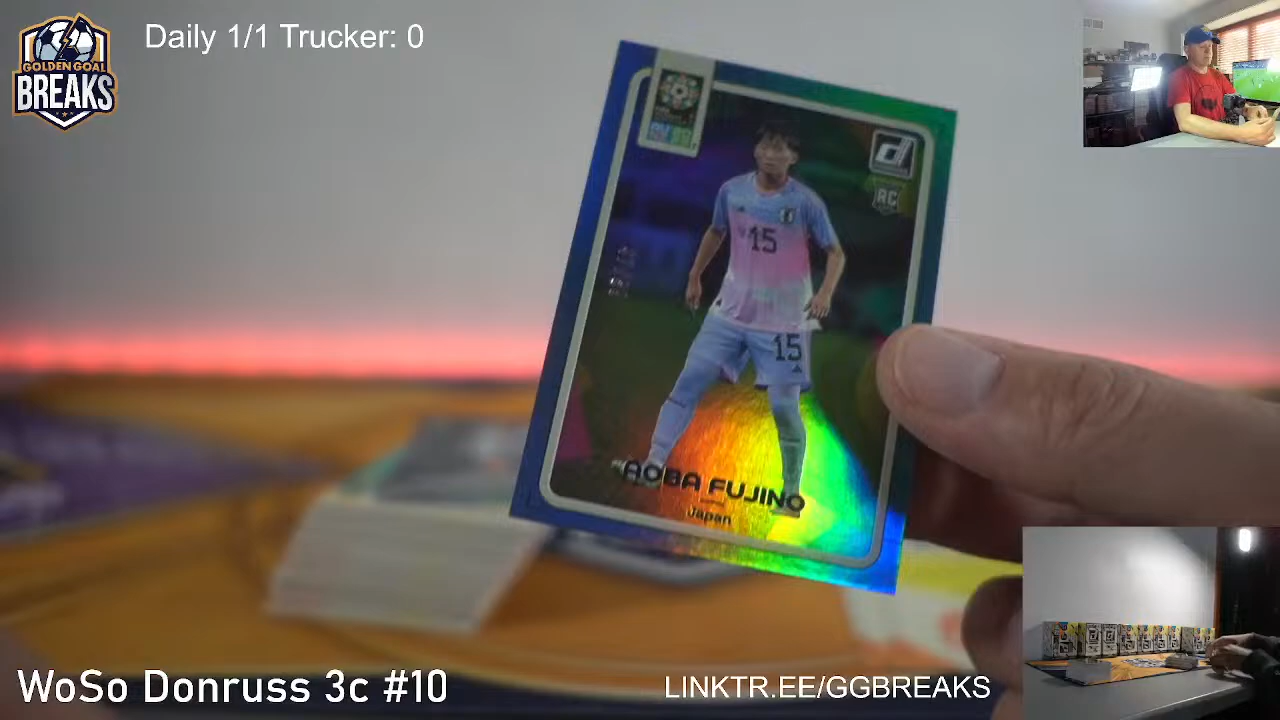 GOLDEN GOAL
BREAKS
Daily 1/1 Trucker: 0
RC
15
15
AOBA FUJINO
Japan
WoSo Donruss 3c #10
LINKTR.EE/GGBREAKS